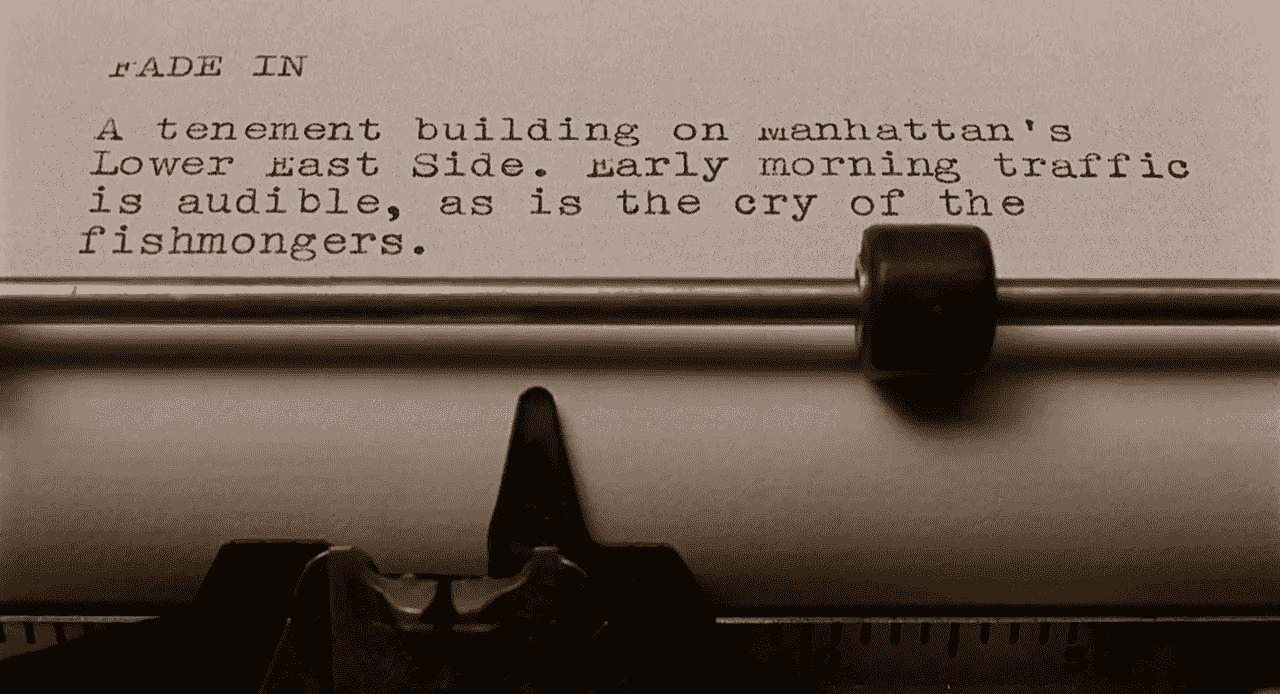 FADE IN
A tenement building on Manhattan's
Lower East Side. Early morning traffic
is audible, as is the cry of the
fishmongers.